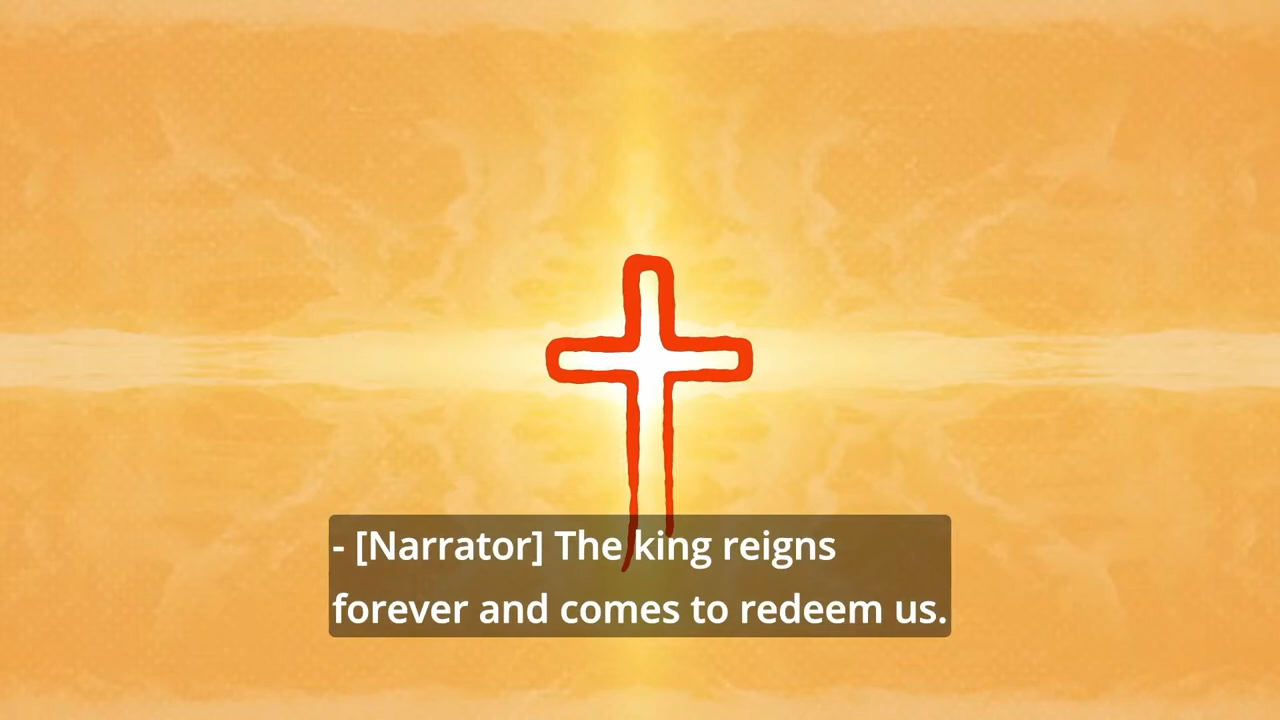 - [Narrator] The king reigns
forever and comes to redeem us.